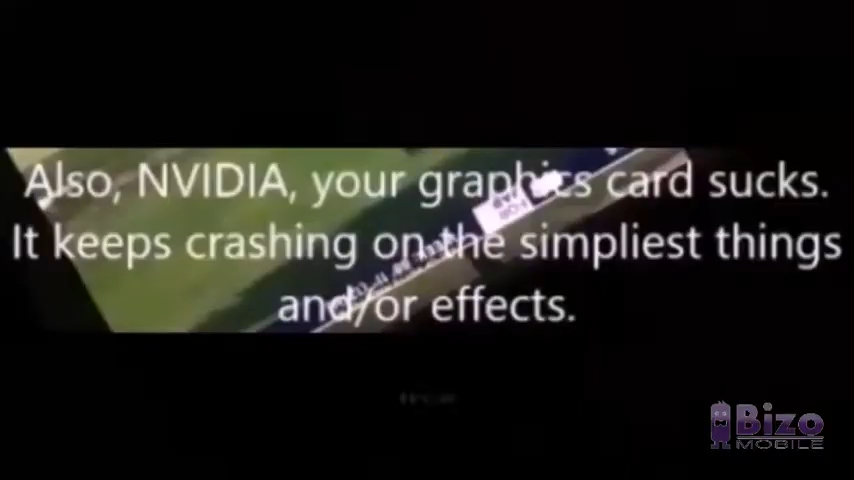 Also, NVIDIA, your graphics card sucks.
It keeps crashing on the simpliest things
and/or effects.
Bizo
MOBILE